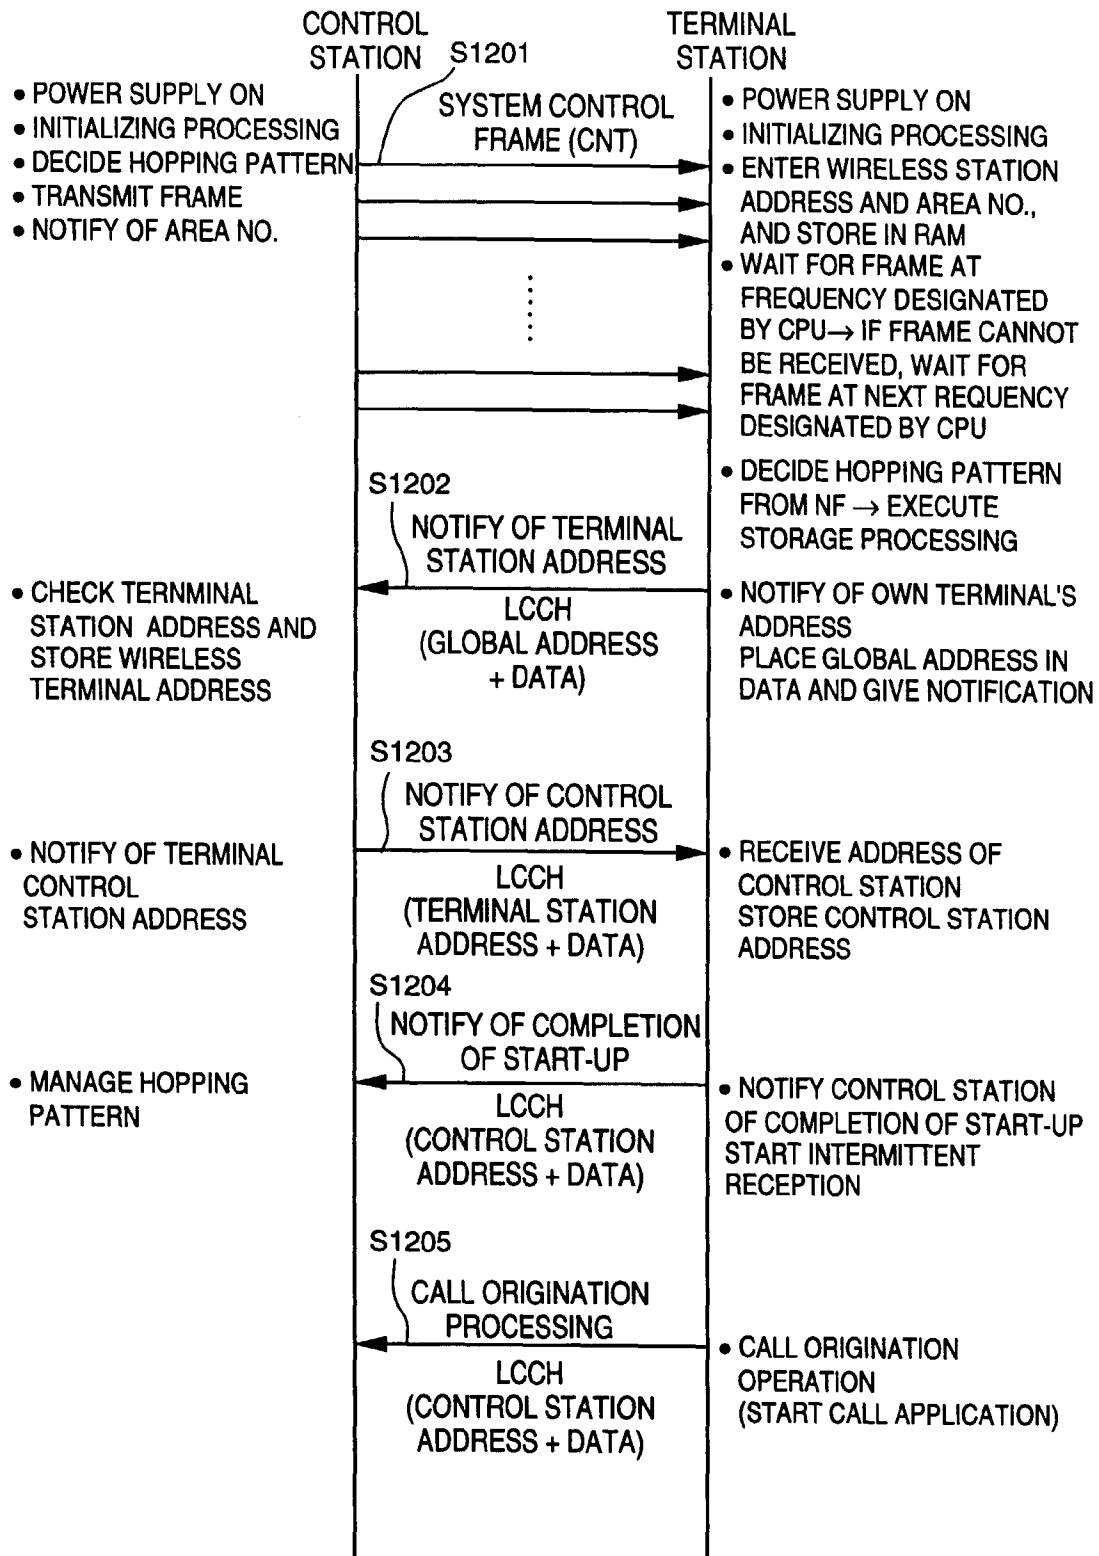 CONTROL
STATION
TERMINAL
STATION
S1201
• POWER SUPPLY ON
• INITIALIZING PROCESSING
• DECIDE HOPPING PATTERN
• TRANSMIT FRAME
• NOTIFY OF AREA NO.
SYSTEM CONTROL
FRAME (CNT)
• POWER SUPPLY ON
• INITIALIZING PROCESSING
• ENTER WIRELESS STATION
ADDRESS AND AREA NO.,
AND STORE IN RAM
• WAIT FOR FRAME AT
FREQUENCY DESIGNATED
BY CPU→ IF FRAME CANNOT
BE RECEIVED, WAIT FOR
FRAME AT NEXT REQUENCY
DESIGNATED BY CPU
• DECIDE HOPPING PATTERN
FROM NF → EXECUTE
STORAGE PROCESSING
S1202
NOTIFY OF TERMINAL
STATION ADDRESS
LCCH
(GLOBAL ADDRESS
+ DATA)
• CHECK TERNMINAL
STATION ADDRESS AND
STORE WIRELESS
TERMINAL ADDRESS
• NOTIFY OF OWN TERMINAL'S
ADDRESS
PLACE GLOBAL ADDRESS IN
DATA AND GIVE NOTIFICATION
S1203
NOTIFY OF CONTROL
STATION ADDRESS
LCCH
(TERMINAL STATION
ADDRESS + DATA)
• NOTIFY OF TERMINAL
CONTROL
STATION ADDRESS
• RECEIVE ADDRESS OF
CONTROL STATION
STORE CONTROL STATION
ADDRESS
S1204
NOTIFY OF COMPLETION
OF START-UP
LCCH
(CONTROL STATION
ADDRESS + DATA)
• MANAGE HOPPING
PATTERN
• NOTIFY CONTROL STATION
OF COMPLETION OF START-UP
START INTERMITTENT
RECEPTION
S1205
CALL ORIGINATION
PROCESSING
LCCH
(CONTROL STATION
ADDRESS + DATA)
• CALL ORIGINATION
OPERATION
(START CALL APPLICATION)